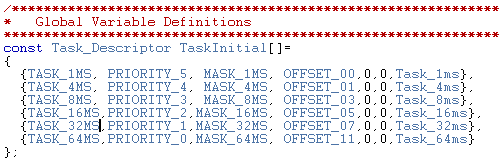 /*******************************************************
*   Global Variable Definitions
*******************************************************
const Task_Descriptor TaskInitial[]=
{
  {TASK_1MS, PRIORITY_5, MASK_1MS, OFFSET_00,0,0,Task_1ms},
  {TASK_4MS, PRIORITY_4, MASK_4MS, OFFSET_01,0,0,Task_4ms},
  {TASK_8MS, PRIORITY_3, MASK_8MS, OFFSET_03,0,0,Task_8ms},
  {TASK_16MS,PRIORITY_2,MASK_16MS, OFFSET_05,0,0,Task_16ms},
  {TASK_32MS,PRIORITY_1,MASK_32MS, OFFSET_07,0,0,Task_32ms},
  {TASK_64MS,PRIORITY_0,MASK_64MS, OFFSET_11,0,0,Task_64ms}
};